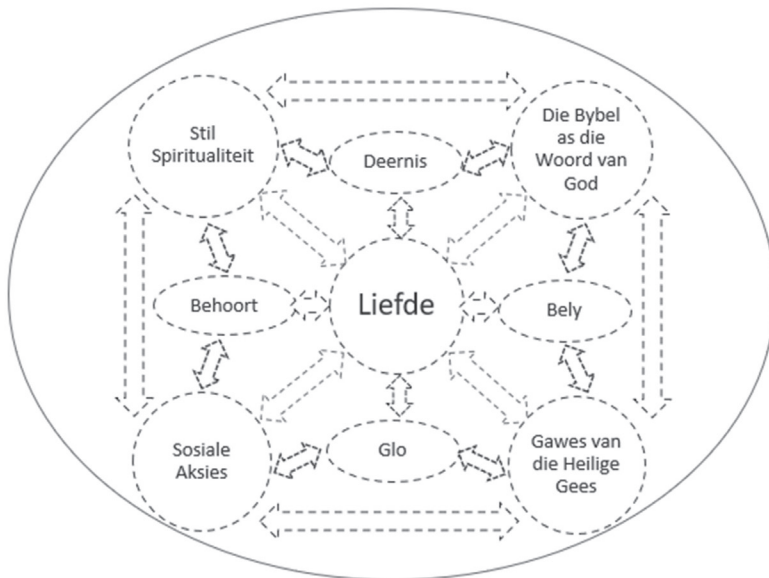 Stil
Spiritualiteit
Deernis
Die Bybel
as die
Woord van
God
Behoort
Liefde
Bely
Sosiale
Aksies
Glo
Gawes van
die Heilige
Gees